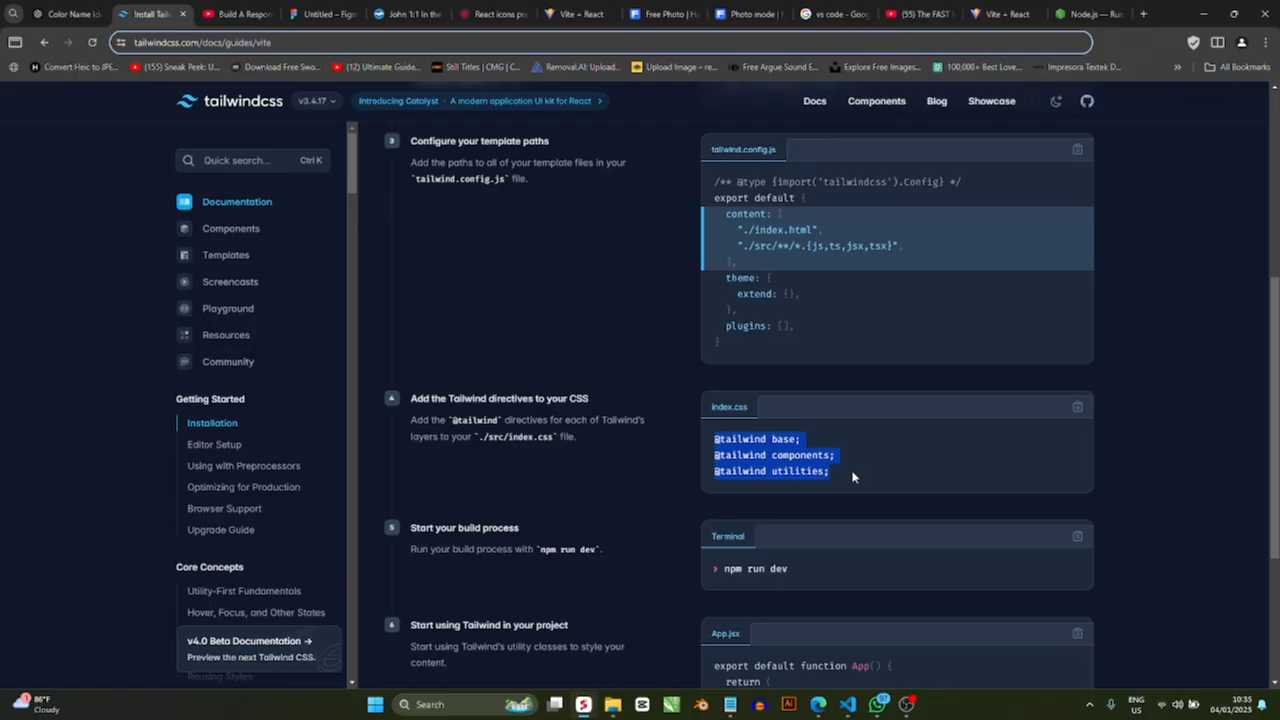 Color Name Id
Install Tail
Build A Respon
Untitled – Figm
John 1:1 In the
React icons pro
Vite + React
Free Photo | Ha
Photo mode | F
vs code - Goog
(55) The FAST V
Vite + React
Node.js — Run
tailwindcss.com/docs/guides/vite
Convert Heic to JPE...
(155) Sneak Peek: U...
Download Free Swo...
(12) Ultimate Guide...
Still Titles | CMG | C...
Removal.AI: Upload...
Upload Image – re...
Free Argue Sound E...
Explore Free Images...
100,000+ Best Love...
Impresora Textek D...
»
All Bookmarks
tailwindcss
v3.4.17
Introducing Catalyst · A modern application UI kit for React
Docs
Components
Blog
Showcase
Quick search...
Ctrl K
Documentation
Components
Templates
Screencasts
Playground
Resources
Community
Getting Started
Installation
Editor Setup
Using with Preprocessors
Optimizing for Production
Browser Support
Upgrade Guide
Core Concepts
Utility-First Fundamentals
Hover, Focus, and Other States
v4.0 Beta Documentation →
Preview the next Tailwind CSS.
Reusing Styles
3
Configure your template paths
Add the paths to all of your template files in your
`tailwind.config.js` file.
tailwind.config.js
/** @type {import('tailwindcss').Config} */
export default {
content: [
"./index.html",
"./src/**/*.{js,ts,jsx,tsx}",
],
theme: {
extend: {},
},
plugins: [],
}
4
Add the Tailwind directives to your CSS
Add the `@tailwind` directives for each of Tailwind's
layers to your `./src/index.css` file.
index.css
@tailwind base;
@tailwind components;
@tailwind utilities;
5
Start your build process
Run your build process with `npm run dev`.
Terminal
> npm run dev
6
Start using Tailwind in your project
Start using Tailwind's utility classes to style your
content.
App.jsx
export default function App() {
return (
86°F
Cloudy
Search
97
ENG
US
10:35
04/01/2025